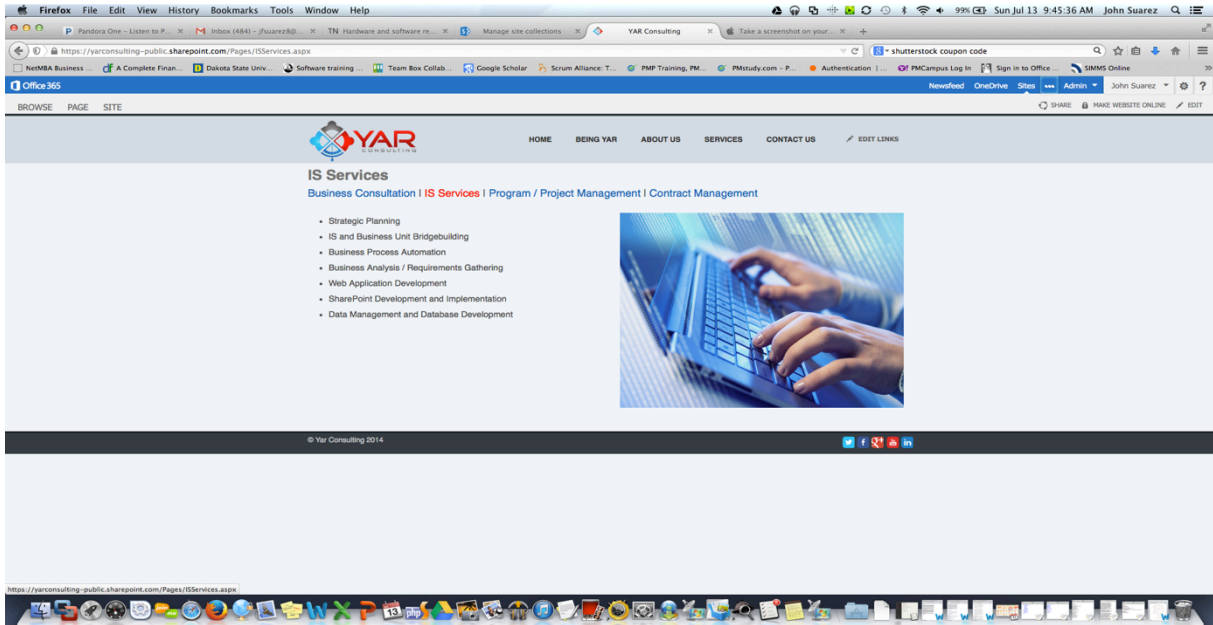 Firefox File Edit View History Bookmarks Tools Window Help 99% Sun Jul 13 9:45:36 AM John Suarez
Pandora One – Listen to P... Inbox (484) – jfsuarez8@... TN Hardware and software re... Manage site collections YAR Consulting Take a screenshot on your...
https://yarconsulting-public.sharepoint.com/Pages/ISServices.aspx shutterstock coupon code
NetMBA Business ... A Complete Finan... Dakota State Univ... Software training ... Team Box Collab... Google Scholar Scrum Alliance: T... PMP Training, PM... PMstudy.com – P... Authentication | ... PMCampus Log In Sign in to Office ... SIMMS Online
Office 365 Newsfeed OneDrive Sites ... Admin John Suarez ?
BROWSE PAGE SITE SHARE MAKE WEBSITE ONLINE EDIT
YAR
CONSULTING
HOME BEING YAR ABOUT US SERVICES CONTACT US EDIT LINKS
IS Services
Business Consultation I IS Services I Program / Project Management I Contract Management
• Strategic Planning
• IS and Business Unit Bridgebuilding
• Business Process Automation
• Business Analysis / Requirements Gathering
• Web Application Development
• SharePoint Development and Implementation
• Data Management and Database Development
© Yar Consulting 2014
https://yarconsulting-public.sharepoint.com/Pages/ISServices.aspx